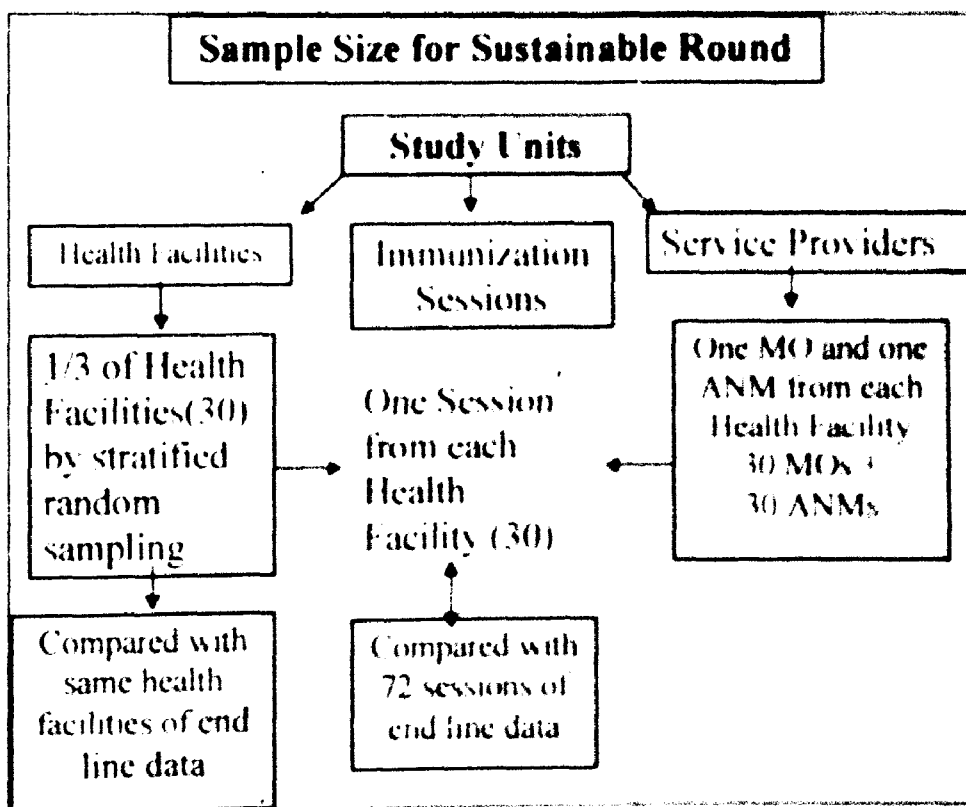 Sample Size for Sustainable Round
Study Units
Health Facilities
Immunization
Sessions
Service Providers
1/3 of Health
Facilities(30)
by stratified
random
sampling
One Session
from each
Health
Facility (30)
One MO and one
ANM from each
Health Facility
30 MOs +
30 ANMs
Compared with
same health
facilities of end
line data
Compared with
72 sessions of
end line data